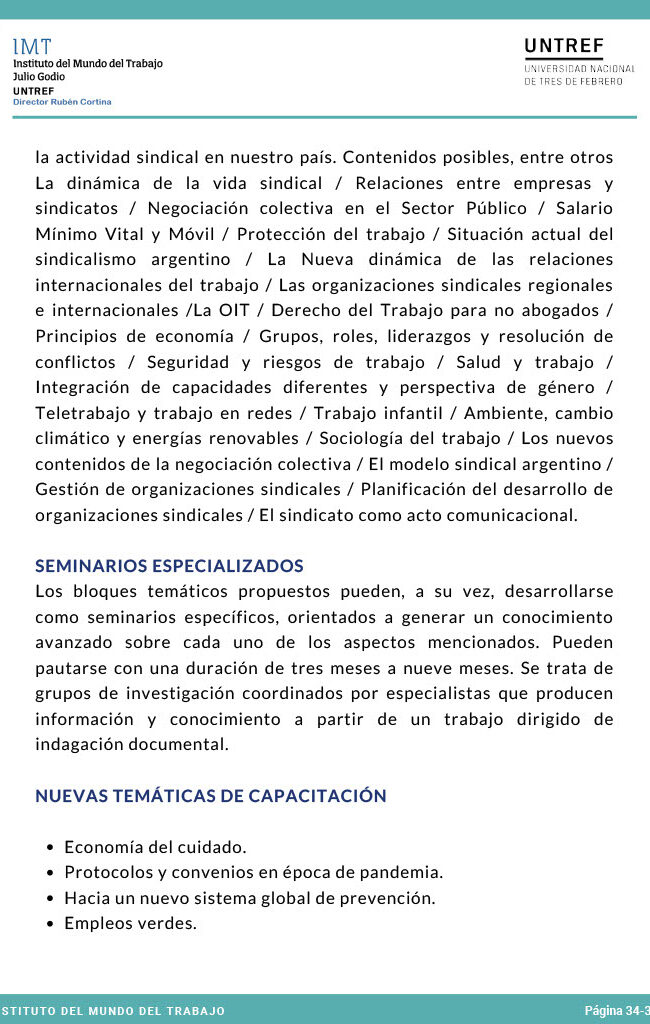 IMT
Instituto del Mundo del Trabajo
Julio Godio
UNTREF
Director Rubén Cortina
UNTREF
UNIVERSIDAD NACIONAL
DE TRES DE FEBRERO
la actividad sindical en nuestro país. Contenidos posibles, entre otros
La dinámica de la vida sindical / Relaciones entre empresas y
sindicatos / Negociación colectiva en el Sector Público / Salario
Mínimo Vital y Móvil / Protección del trabajo / Situación actual del
sindicalismo argentino / La Nueva dinámica de las relaciones
internacionales del trabajo / Las organizaciones sindicales regionales
e internacionales /La OIT / Derecho del Trabajo para no abogados /
Principios de economía / Grupos, roles, liderazgos y resolución de
conflictos / Seguridad y riesgos de trabajo / Salud y trabajo /
Integración de capacidades diferentes y perspectiva de género /
Teletrabajo y trabajo en redes / Trabajo infantil / Ambiente, cambio
climático y energías renovables / Sociología del trabajo / Los nuevos
contenidos de la negociación colectiva / El modelo sindical argentino /
Gestión de organizaciones sindicales / Planificación del desarrollo de
organizaciones sindicales / El sindicato como acto comunicacional.
SEMINARIOS ESPECIALIZADOS
Los bloques temáticos propuestos pueden, a su vez, desarrollarse
como seminarios específicos, orientados a generar un conocimiento
avanzado sobre cada uno de los aspectos mencionados. Pueden
pautarse con una duración de tres meses a nueve meses. Se trata de
grupos de investigación coordinados por especialistas que producen
información y conocimiento a partir de un trabajo dirigido de
indagación documental.
NUEVAS TEMÁTICAS DE CAPACITACIÓN
• Economía del cuidado.
• Protocolos y convenios en época de pandemia.
• Hacia un nuevo sistema global de prevención.
• Empleos verdes.
STITUTO DEL MUNDO DEL TRABAJO
Página 34-3